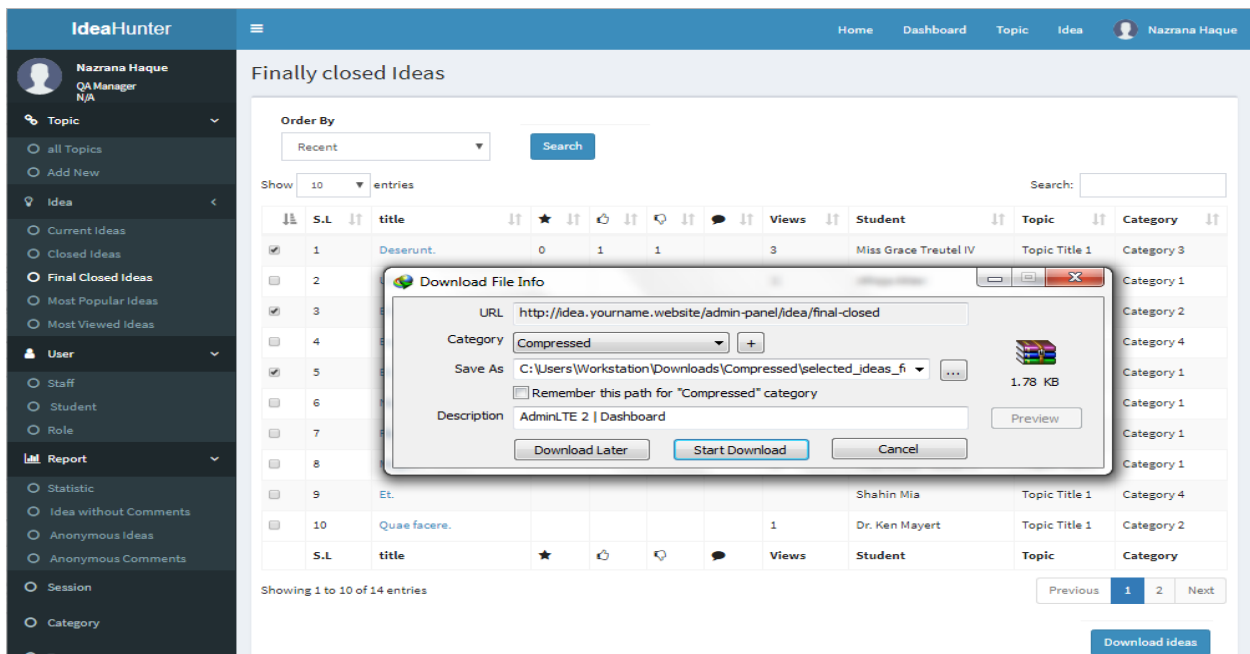 IdeaHunter
Home Dashboard Topic Idea Nazrana Haque
Nazrana Haque
QA Manager
N/A
Topic
all Topics
Add New
Idea
Current Ideas
Closed Ideas
Final Closed Ideas
Most Popular Ideas
Most Viewed Ideas
User
Staff
Student
Role
Report
Statistic
Idea without Comments
Anonymous Ideas
Anonymous Comments
Session
Category
Finally closed Ideas
Order By
Recent Search
Show 10 entries Search:
S.L title Views Student Topic Category
1 Deserunt. 0 1 1 3 Miss Grace Treutel IV Topic Title 1 Category 3
2 Category 1
3 Category 2
4 Category 4
5 Category 1
6 Category 1
7 Category 1
8 Category 1
9 Et. Shahin Mia Topic Title 1 Category 4
10 Quae facere. 1 Dr. Ken Mayert Topic Title 1 Category 2
S.L title Views Student Topic Category
Showing 1 to 10 of 14 entries Previous 1 2 Next
Download ideas
Download File Info
URL http://idea.yourname.website/admin-panel/idea/final-closed
Category Compressed +
Save As C:\Users\Workstation\Downloads\Compressed\selected_ideas_fi ...
1.78 KB
Remember this path for "Compressed" category
Description AdminLTE 2 | Dashboard
Preview
Download Later Start Download Cancel